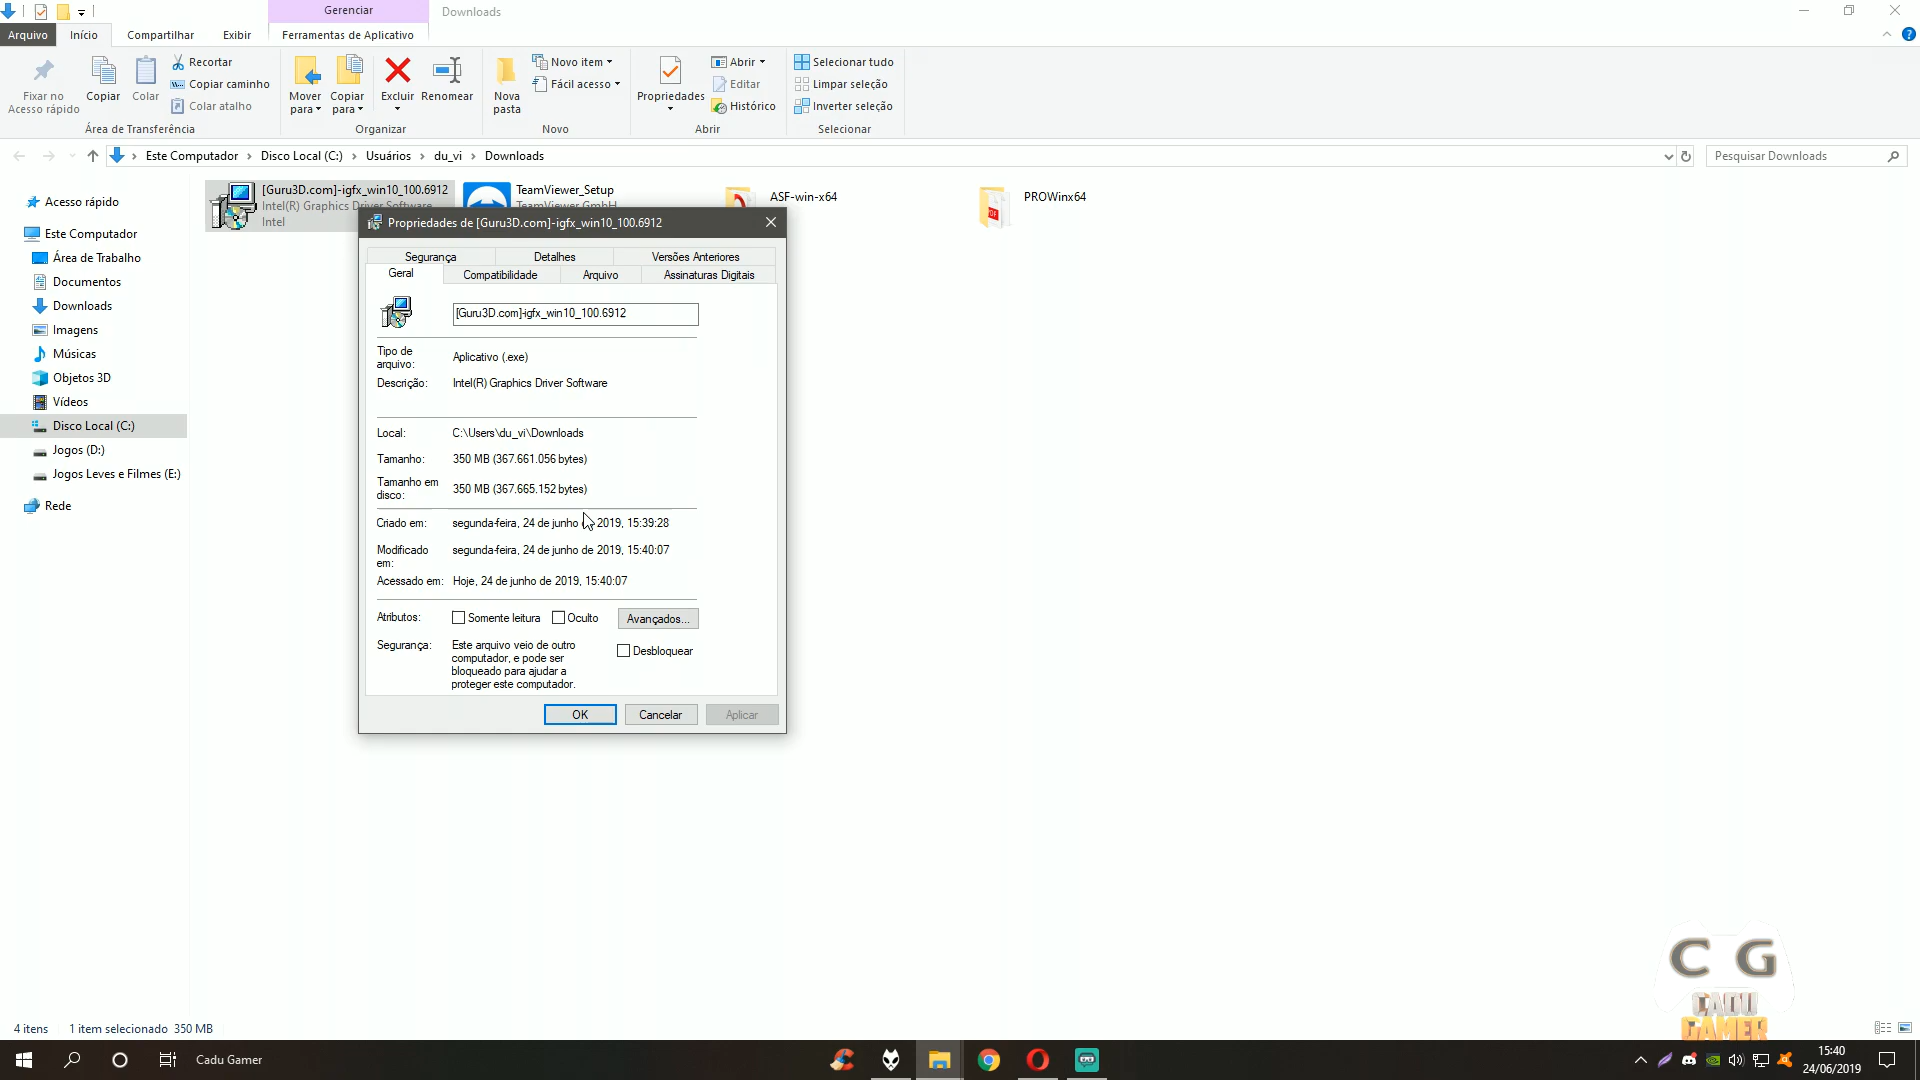 Gerenciar
Downloads
Arquivo
Início
Compartilhar
Exibir
Ferramentas de Aplicativo
Fixar no
Acesso rápido
Copiar
Colar
Recortar
Copiar caminho
Colar atalho
Área de Transferência
Mover
para
Copiar
para
Excluir
Renomear
Organizar
Nova
pasta
Novo item
Fácil acesso
Novo
Propriedades
Abrir
Editar
Histórico
Abrir
Selecionar tudo
Limpar seleção
Inverter seleção
Selecionar
Este Computador
Disco Local (C:)
Usuários
du_vi
Downloads
Pesquisar Downloads
Acesso rápido
Este Computador
Área de Trabalho
Documentos
Downloads
Imagens
Músicas
Objetos 3D
Vídeos
Disco Local (C:)
Jogos (D:)
Jogos Leves e Filmes (E:)
Rede
[Guru3D.com]-igfx_win10_100.6912
Intel(R) Graphics Driver Software
Intel
TeamViewer_Setup
TeamViewer GmbH
ASF-win-x64
PROWinx64
Propriedades de [Guru3D.com]-igfx_win10_100.6912
Segurança
Detalhes
Versões Anteriores
Geral
Compatibilidade
Arquivo
Assinaturas Digitais
[Guru3D.com]-igfx_win10_100.6912
Tipo de
arquivo:
Aplicativo (.exe)
Descrição:
Intel(R) Graphics Driver Software
Local:
C:\Users\du_vi\Downloads
Tamanho:
350 MB (367.661.056 bytes)
Tamanho em
disco:
350 MB (367.665.152 bytes)
Criado em:
segunda-feira, 24 de junho 2019, 15:39:28
Modificado
em:
segunda-feira, 24 de junho de 2019, 15:40:07
Acessado em:
Hoje, 24 de junho de 2019, 15:40:07
Atributos:
Somente leitura
Oculto
Avançados...
Segurança:
Este arquivo veio de outro
computador, e pode ser
bloqueado para ajudar a
proteger este computador.
Desbloquear
OK
Cancelar
Aplicar
C G
CADU
GAMER
4 itens
1 item selecionado 350 MB
Cadu Gamer
15:40
24/06/2019